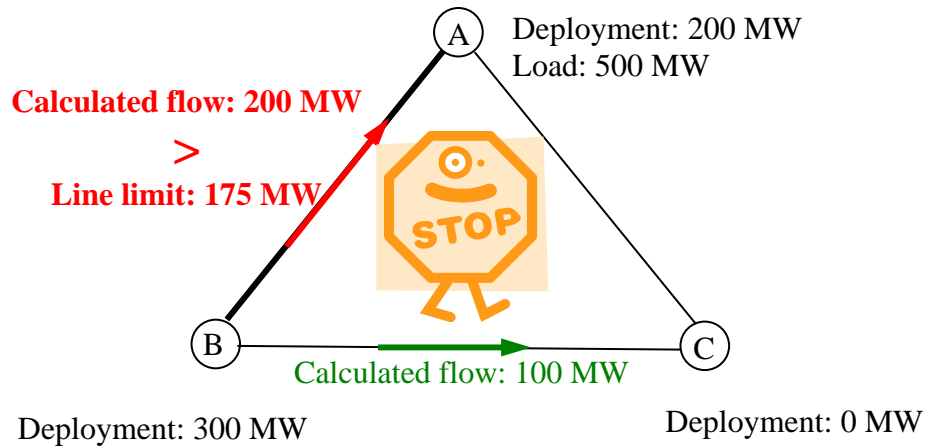 A
Deployment: 200 MW
Load: 500 MW
Calculated flow: 200 MW
>
Line limit: 175 MW
STOP
B
C
Calculated flow: 100 MW
Deployment: 300 MW
Deployment: 0 MW